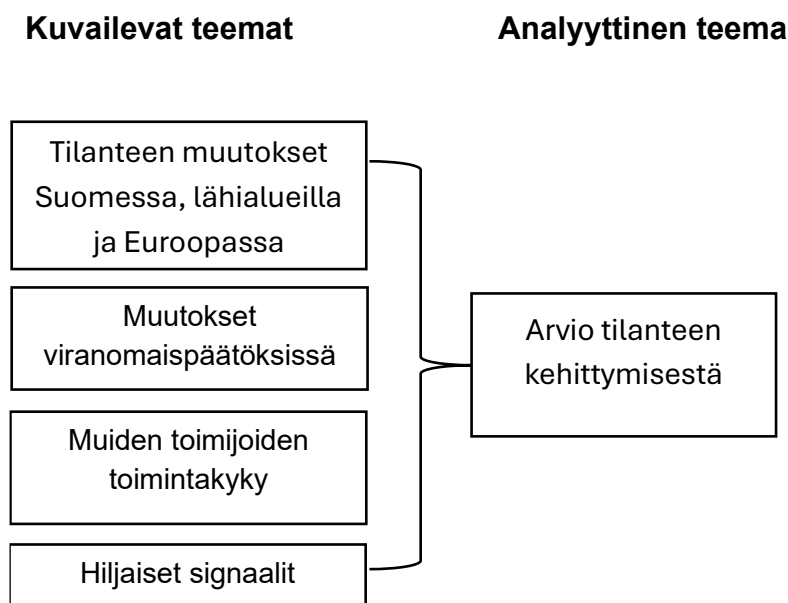 Kuvailevat teemat
Analyyttinen teema
Tilanteen muutokset
Suomessa, lähialueilla
ja Euroopassa
Muutokset
viranomaispäätöksissä
Muiden toimijoiden
toimintakyky
Hiljaiset signaalit
Arvio tilanteen
kehittymisestä